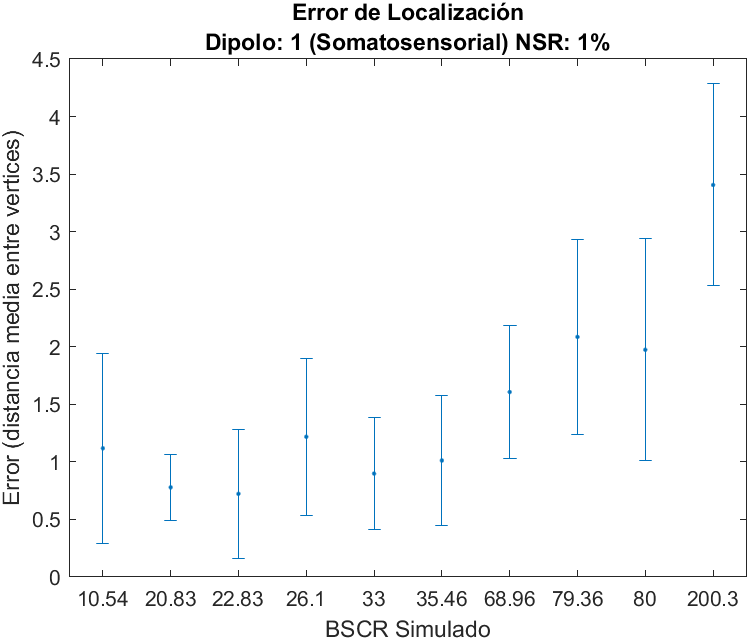 Error de Localización
Dipolo: 1 (Somatosensorial) NSR: 1%
Error (distancia media entre vertices)
4.5
4
3.5
3
2.5
2
1.5
1
0.5
0
10.54 20.83 22.83 26.1 33 35.46 68.96 79.36 80 200.3
BSCR Simulado